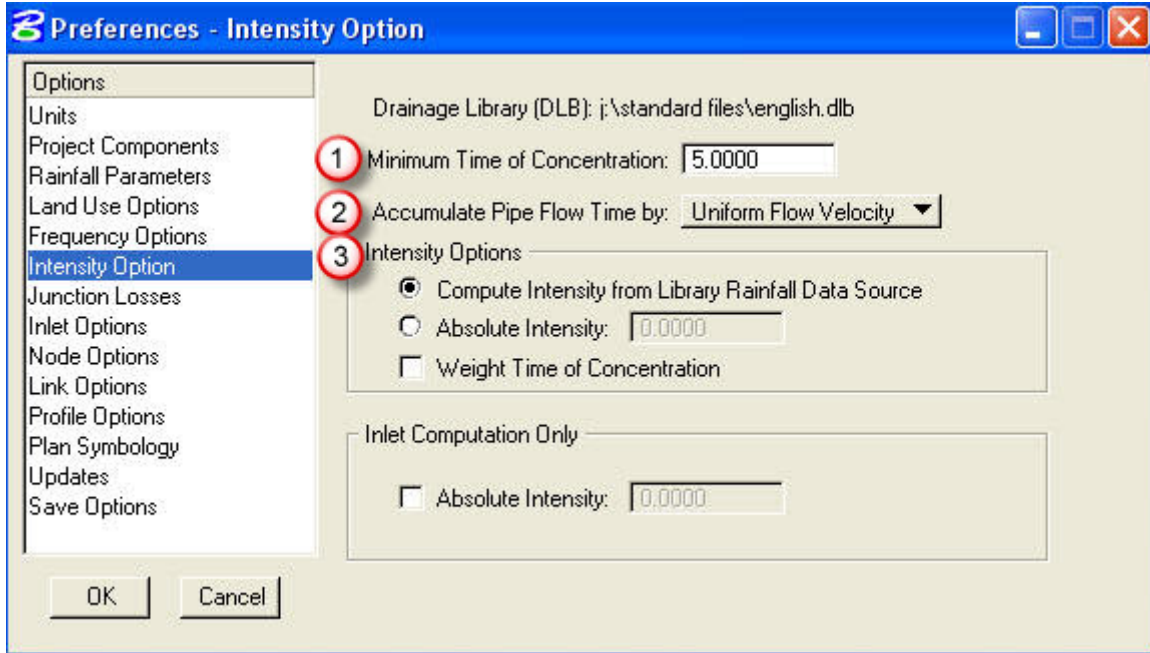 Preferences - Intensity Option
Options
Units
Project Components
Rainfall Parameters
Land Use Options
Frequency Options
Intensity Option
Junction Losses
Inlet Options
Node Options
Link Options
Profile Options
Plan Symbology
Updates
Save Options
OK Cancel
Drainage Library (DLB): j:\standard files\english.dlb
1 Minimum Time of Concentration: 5.0000
2 Accumulate Pipe Flow Time by: Uniform Flow Velocity
3 Intensity Options
Compute Intensity from Library Rainfall Data Source
Absolute Intensity: 0.0000
Weight Time of Concentration
Inlet Computation Only
Absolute Intensity: 0.0000